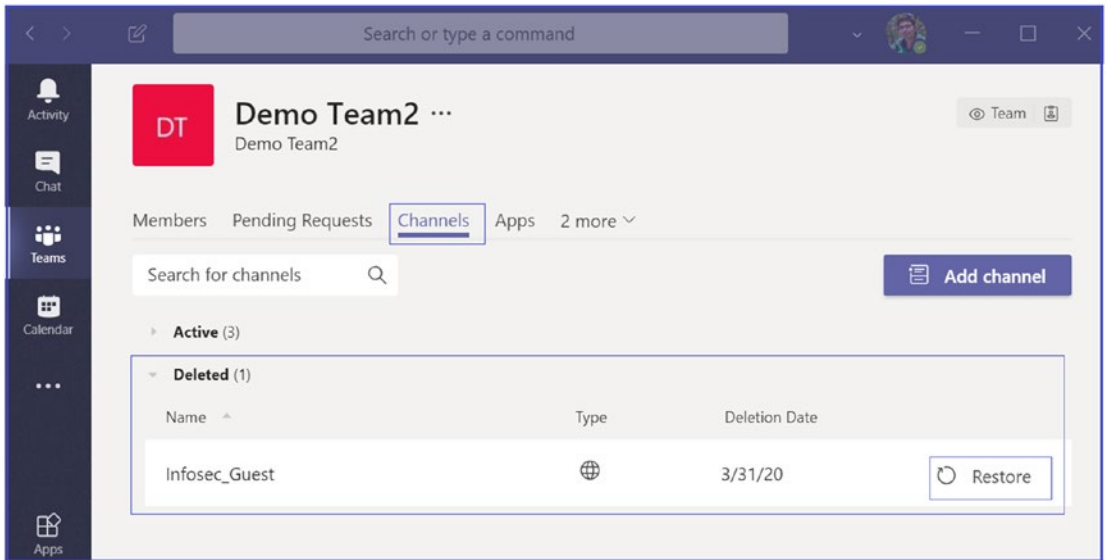 Search or type a command
Activity
Chat
Teams
Calendar
Apps
DT
Demo Team2 ...
Demo Team2
Team
Members Pending Requests Channels Apps 2 more
Search for channels
Add channel
Active (3)
Deleted (1)
Name Type Deletion Date
Infosec_Guest 3/31/20 Restore